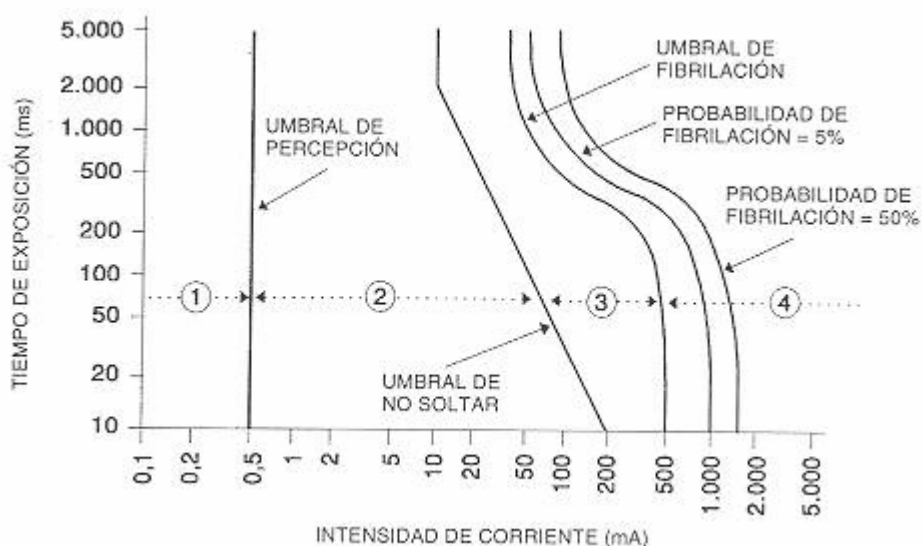 5.000
2.000
1.000
500
200
100
50
20
10
TIEMPO DE EXPOSICIÓN (ms)
UMBRAL DE
PERCEPCIÓN
UMBRAL DE
FIBRILACIÓN
PROBABILIDAD DE
FIBRILACIÓN = 5%
PROBABILIDAD DE
FIBRILACIÓN = 50%
1 2 3 4
UMBRAL DE
NO SOLTAR
0,1 0,2 0,5 1 2 5 10 20 50 100 200 500 1.000 2.000 5.000
INTENSIDAD DE CORRIENTE (mA)